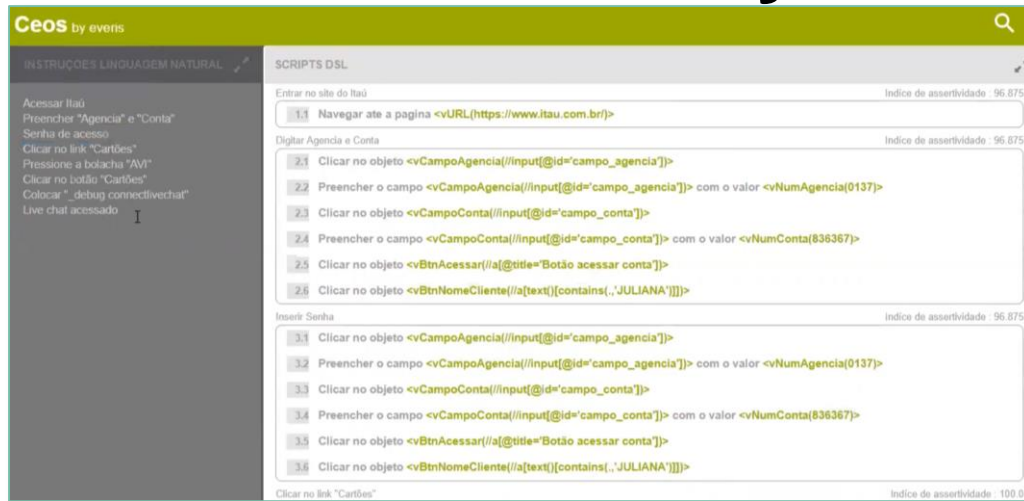 Ceos by everis
INSTRUÇÕES LINGUAGEM NATURAL
Acessar Itaú
Preencher "Agencia" e "Conta"
Senha de acesso
Clicar no link "Cartões"
Pressione a bolacha "AVI"
Clicar no botão "Cartões"
Colocar "_debug connectlivechat"
Live chat acessado
SCRIPTS DSL
Entrar no site do Itaú Indice de assertividade : 96.875
1.1 Navegar ate a pagina <vURL(https://www.itau.com.br/)>
Digitar Agencia e Conta Indice de assertividade : 96.875
2.1 Clicar no objeto <vCampoAgencia(//input[@id='campo_agencia'])>
2.2 Preencher o campo <vCampoAgencia(//input[@id='campo_agencia'])> com o valor <vNumAgencia(0137)>
2.3 Clicar no objeto <vCampoConta(//input[@id='campo_conta'])>
2.4 Preencher o campo <vCampoConta(//input[@id='campo_conta'])> com o valor <vNumConta(836367)>
2.5 Clicar no objeto <vBtnAcessar(//a[@title='Botão acessar conta'])>
2.6 Clicar no objeto <vBtnNomeCliente(//a[text()[contains(.,'JULIANA')]])>
Inserir Senha Indice de assertividade : 96.875
3.1 Clicar no objeto <vCampoAgencia(//input[@id='campo_agencia'])>
3.2 Preencher o campo <vCampoAgencia(//input[@id='campo_agencia'])> com o valor <vNumAgencia(0137)>
3.3 Clicar no objeto <vCampoConta(//input[@id='campo_conta'])>
3.4 Preencher o campo <vCampoConta(//input[@id='campo_conta'])> com o valor <vNumConta(836367)>
3.5 Clicar no objeto <vBtnAcessar(//a[@title='Botão acessar conta'])>
3.6 Clicar no objeto <vBtnNomeCliente(//a[text()[contains(.,'JULIANA')]])>
Clicar no link "Cartões" Indice de assertividade : 100.0